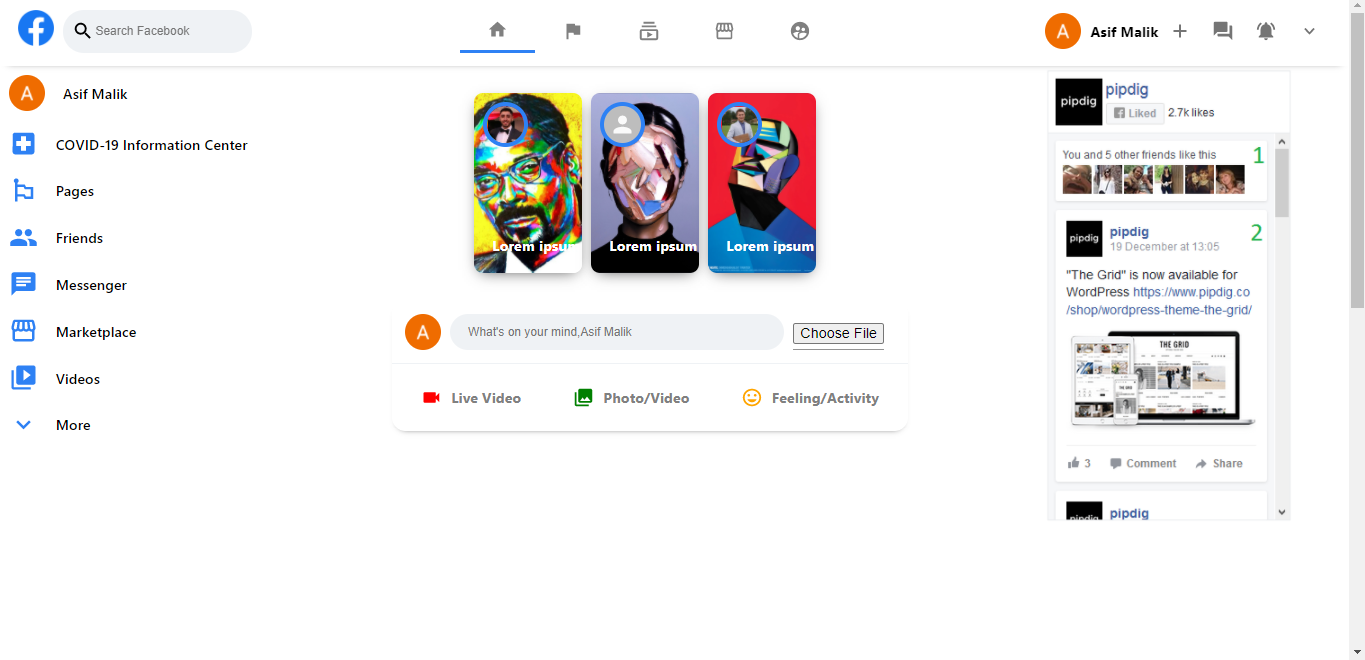 Search Facebook
A Asif Malik
A Asif Malik
COVID-19 Information Center
Pages
Friends
Messenger
Marketplace
Videos
More
Lorem ipsu
Lorem ipsum
Lorem ipsum
A What's on your mind,Asif Malik
Choose File
Live Video
Photo/Video
Feeling/Activity
pipdig
pipdig
Liked 2.7k likes
You and 5 other friends like this 1
pipdig
pipdig 2
19 December at 13:05
"The Grid" is now available for
WordPress https://www.pipdig.co
/shop/wordpress-theme-the-grid/
THE GRID
3 Comment Share
pipdig
pipdig